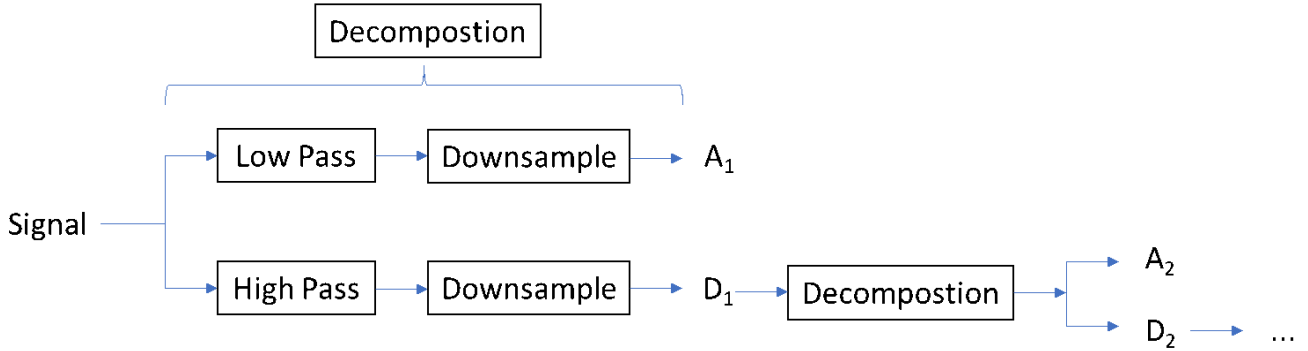 Decompostion
Low Pass
Downsample
A₁
Signal
High Pass
Downsample
D₁
Decompostion
A₂
D₂
...